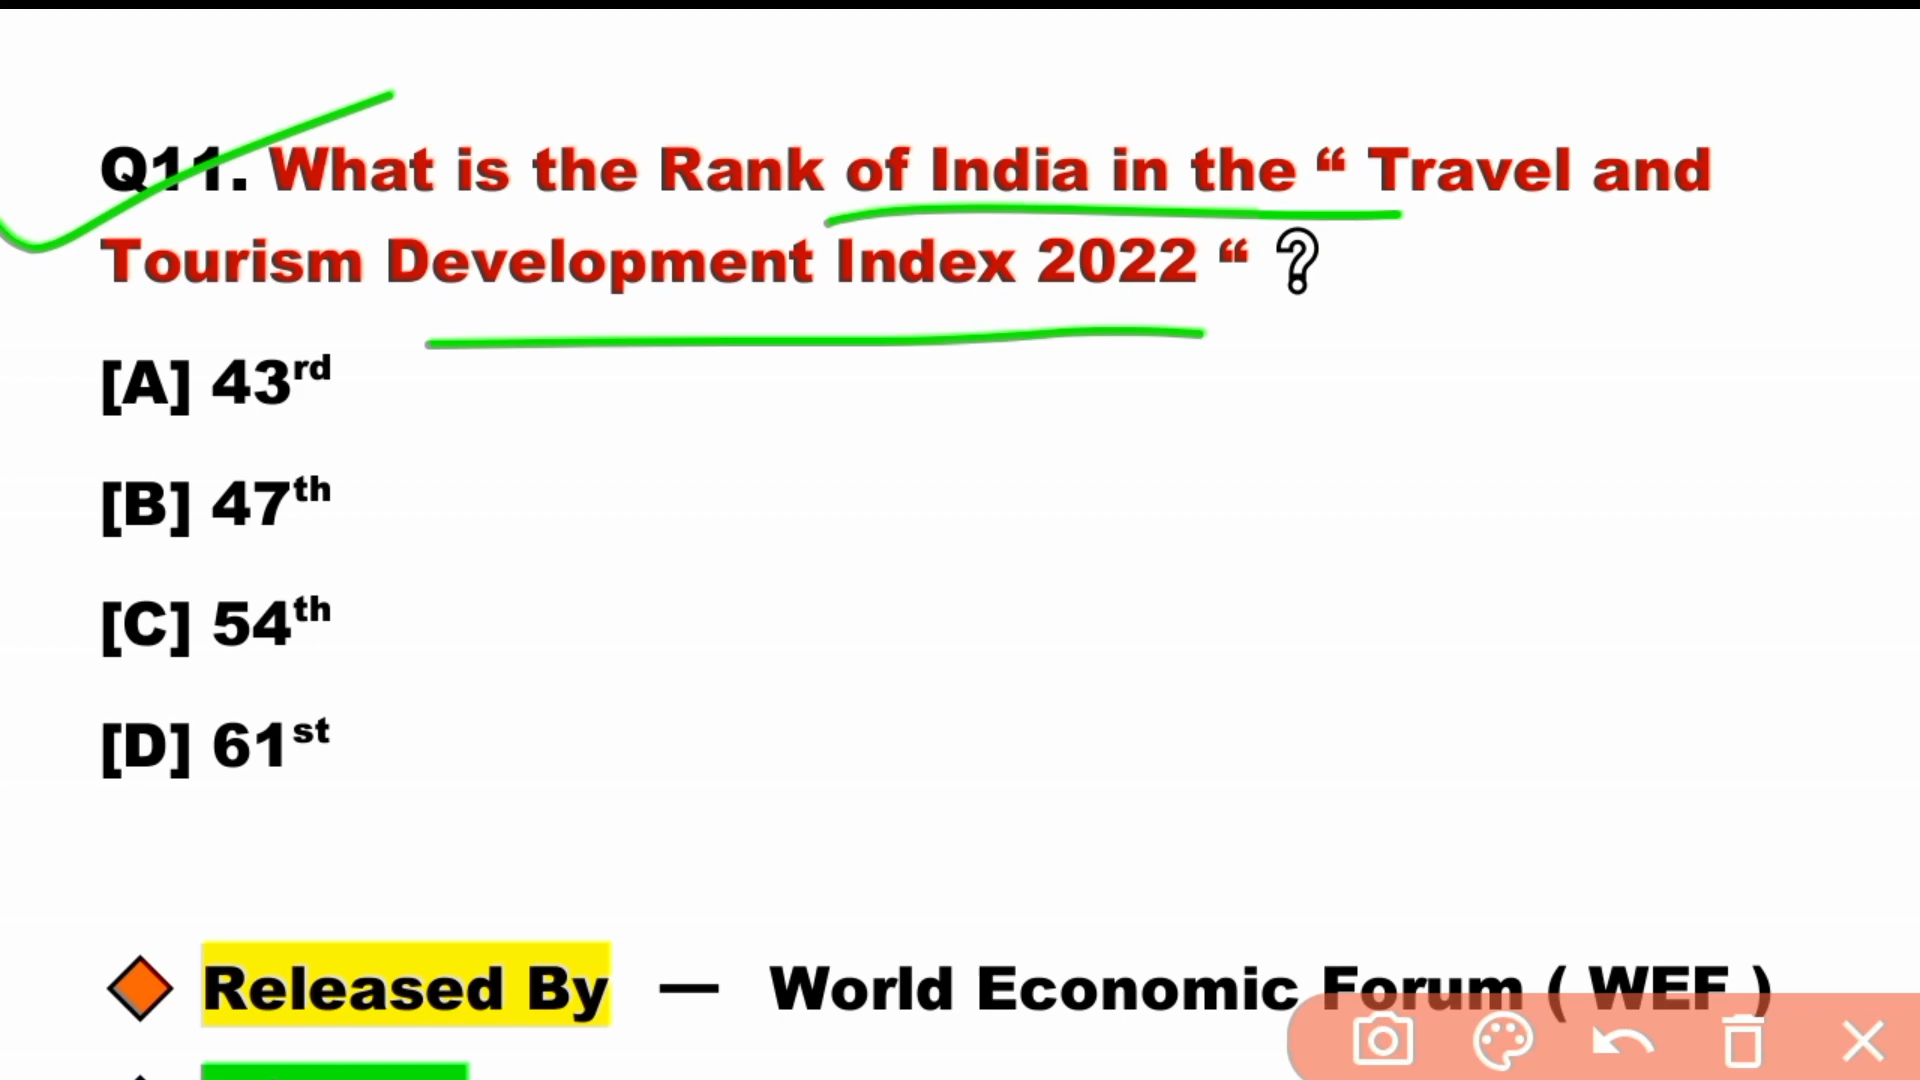 Q11. What is the Rank of India in the “ Travel and
Tourism Development Index 2022 “ ?
[A] 43rd
[B] 47th
[C] 54th
[D] 61st
Released By — World Economic Forum ( WEF )